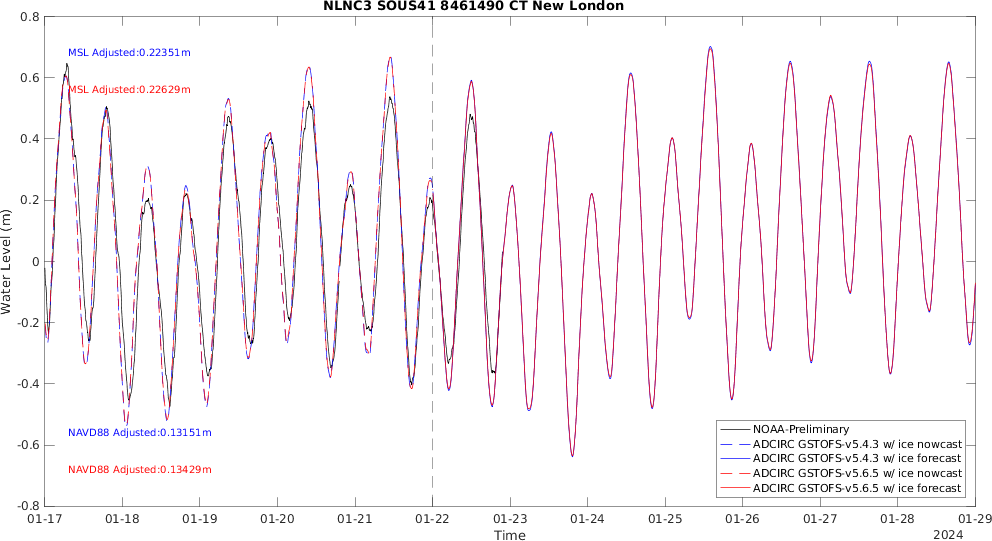 NLNC3 SOUS41 8461490 CT New London
0.8
0.6
0.4
0.2
0
-0.2
-0.4
-0.6
-0.8
Water Level (m)
MSL Adjusted:0.22351m
MSL Adjusted:0.22629m
NAVD88 Adjusted:0.13151m
NAVD88 Adjusted:0.13429m
NOAA-Preliminary
ADCIRC GSTOFS-v5.4.3 w/ ice nowcast
ADCIRC GSTOFS-v5.4.3 w/ ice forecast
ADCIRC GSTOFS-v5.6.5 w/ ice nowcast
ADCIRC GSTOFS-v5.6.5 w/ ice forecast
01-17 01-18 01-19 01-20 01-21 01-22 01-23 01-24 01-25 01-26 01-27 01-28 01-29
Time
2024